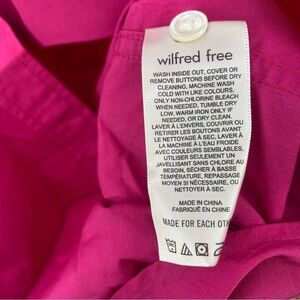 wilfred free
WASH INSIDE OUT, COVER OR
REMOVE BUTTONS BEFORE DRY
CLEANING, MACHINE WASH
COLD WITH LIKE COLOURS,
ONLY NON-CHLORINE BLEACH
WHEN NEEDED, TUMBLE DRY
LOW, WARM IRON ONLY IF
NEEDED, OR DRY CLEAN.
LAVER À L'ENVERS, COUVRIR OU
RETIRER LES BOUTONS AVANT
LE NETTOYAGE À SEC, LAVER À
LA MACHINE À L'EAU FROIDE
AVEC COULEURS SEMBLABLES,
UTILISER SEULEMENT UN
JAVELLISANT SANS CHLORE AU
BESOIN, SÉCHER À BASSE
TEMPÉRATURE, REPASSAGE
MOYEN SI NÉCESSAIRE, OU
NETTOYER À SEC.
MADE IN CHINA
FABRIQUÉ EN CHINE
MADE FOR EACH OTH